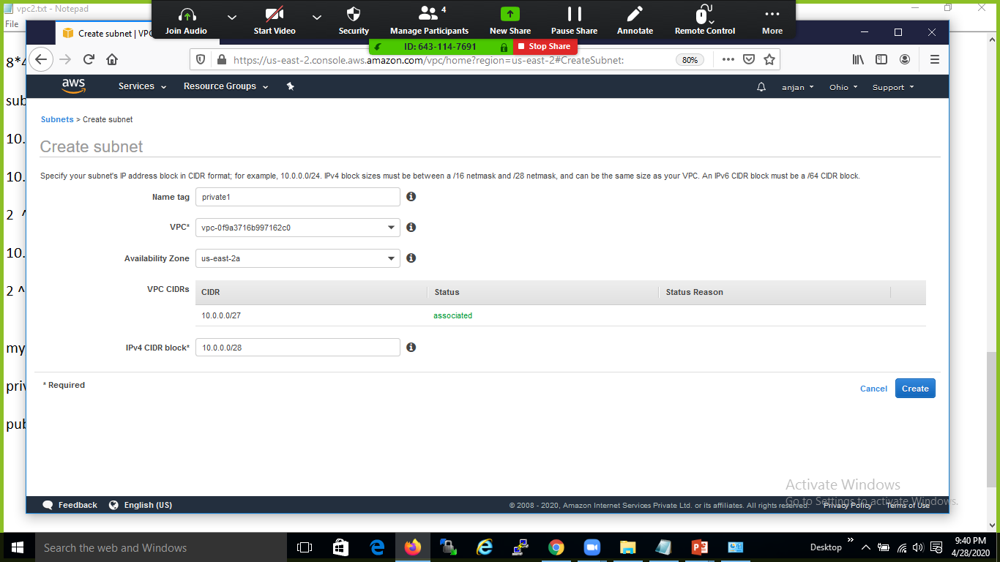 vpc2.txt - Notepad
File
Join Audio
Start Video
Security
4
Manage Participants
New Share
Pause Share
Annotate
Remote Control
More
ID: 643-114-7691
Stop Share
Create subnet | VPC
https://us-east-2.console.aws.amazon.com/vpc/home?region=us-east-2#CreateSubnet:
80%
aws
Services
Resource Groups
anjan
Ohio
Support
8*4
sub
10.
10.
2 ^
10.
2 ^
my
priv
pub
Subnets > Create subnet
Create subnet
Specify your subnet's IP address block in CIDR format; for example, 10.0.0.0/24. IPv4 block sizes must be between a /16 netmask and /28 netmask, and can be the same size as your VPC. An IPv6 CIDR block must be a /64 CIDR block.
Name tag private1
VPC* vpc-0f9a3716b997162c0
Availability Zone us-east-2a
VPC CIDRs CIDR Status Status Reason
10.0.0.0/27 associated
IPv4 CIDR block* 10.0.0.0/28
* Required
Cancel Create
Activate Windows
Go to Settings to activate Windows.
Feedback English (US)
© 2008 - 2020, Amazon Internet Services Private Ltd. or its affiliates. All rights reserved. Privacy Policy Terms of Use
Search the web and Windows
Desktop
9:40 PM
4/28/2020